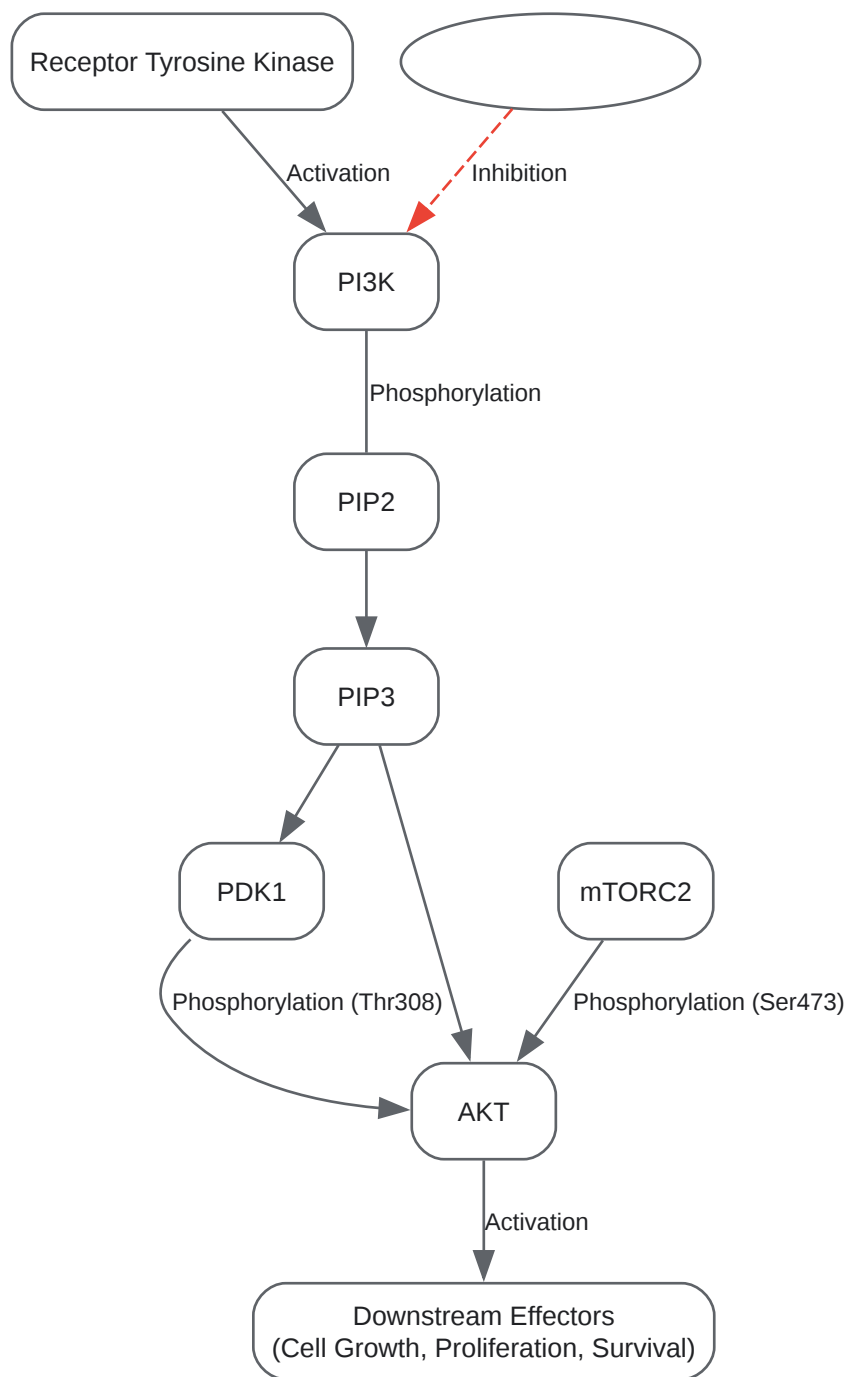 Receptor Tyrosine Kinase
Activation
Inhibition
PI3K
Phosphorylation
PIP2
PIP3
PDK1
mTORC2
Phosphorylation (Thr308)
Phosphorylation (Ser473)
AKT
Activation
Downstream Effectors
(Cell Growth, Proliferation, Survival)